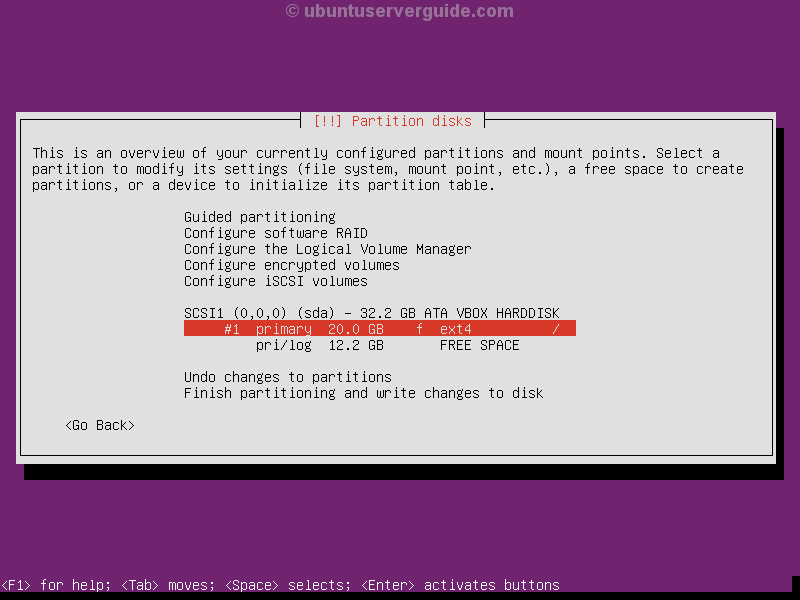 © ubuntuserverguide.com
[!!] Partition disks
This is an overview of your currently configured partitions and mount points. Select a
partition to modify its settings (file system, mount point, etc.), a free space to create
partitions, or a device to initialize its partition table.
Guided partitioning
Configure software RAID
Configure the Logical Volume Manager
Configure encrypted volumes
Configure iSCSI volumes
SCSI1 (0,0,0) (sda) - 32.2 GB ATA VBOX HARDDISK
#1 primary 20.0 GB f ext4 /
pri/log 12.2 GB FREE SPACE
Undo changes to partitions
Finish partitioning and write changes to disk
<Go Back>
<F1> for help; <Tab> moves; <Space> selects; <Enter> activates buttons